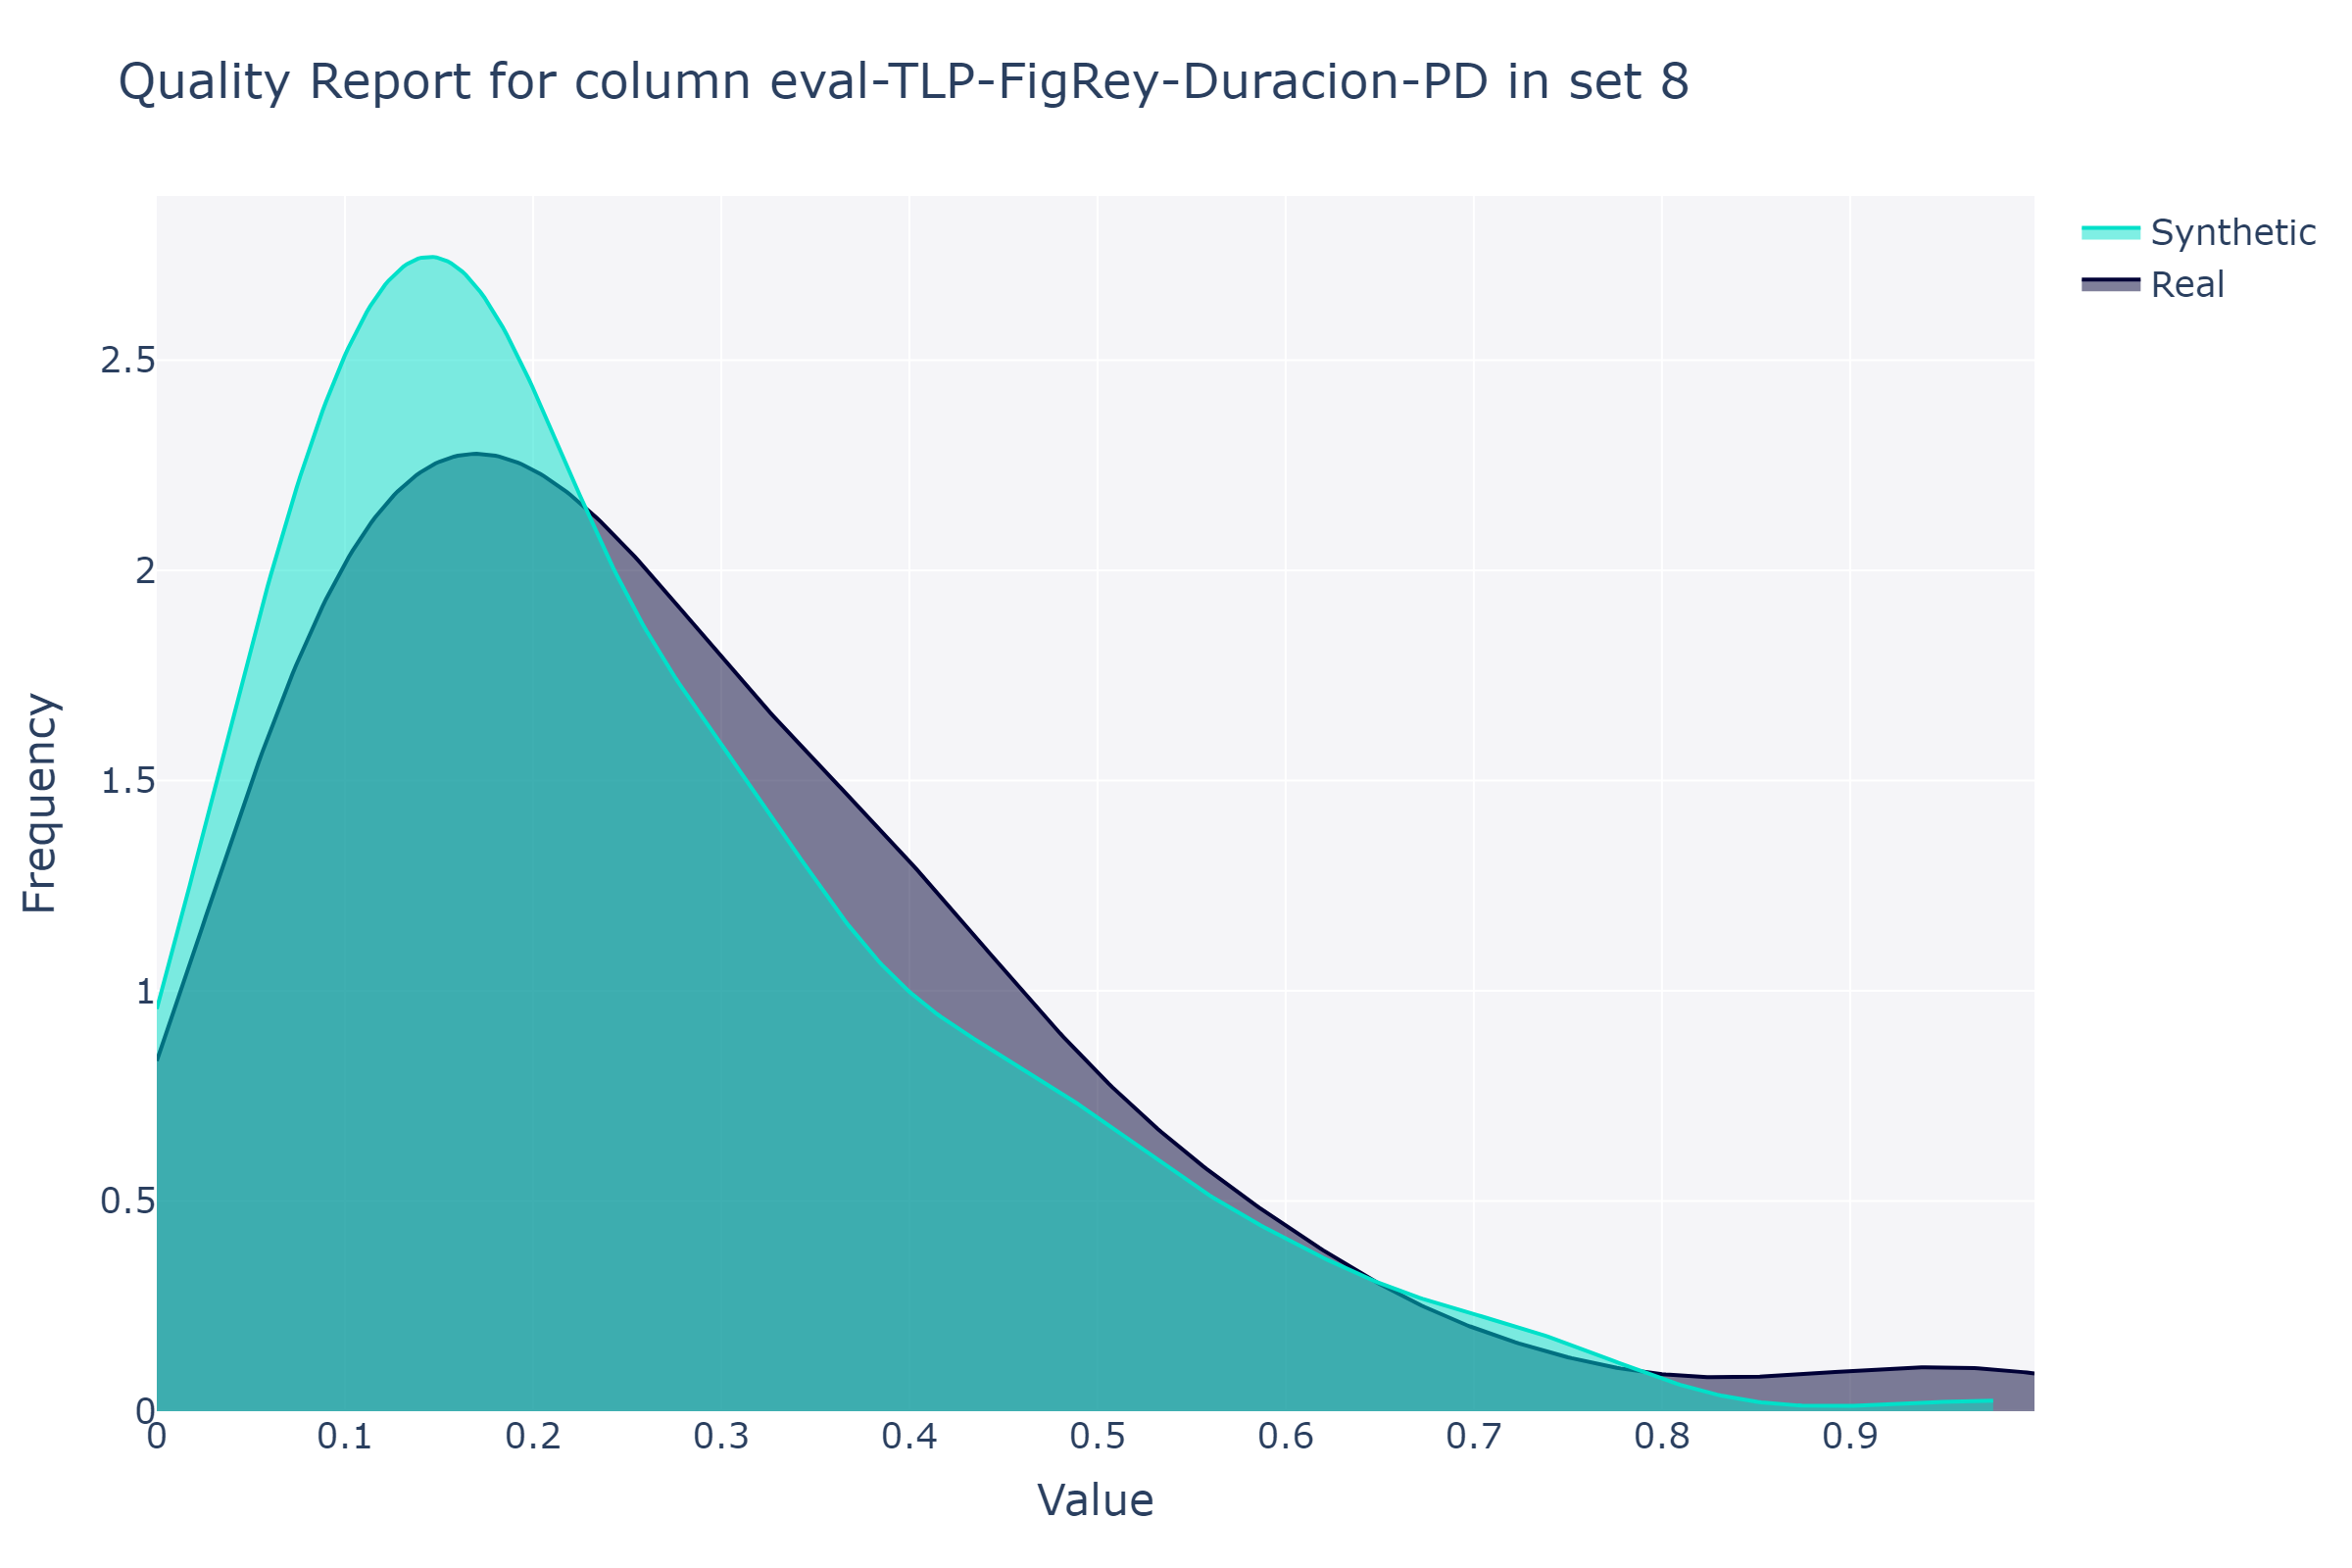 Quality Report for column eval-TLP-FigRey-Duracion-PD in set 8
Synthetic
Real
2.5
2
1.5
1
0.5
0
Frequency
0 0.1 0.2 0.3 0.4 0.5 0.6 0.7 0.8 0.9
Value